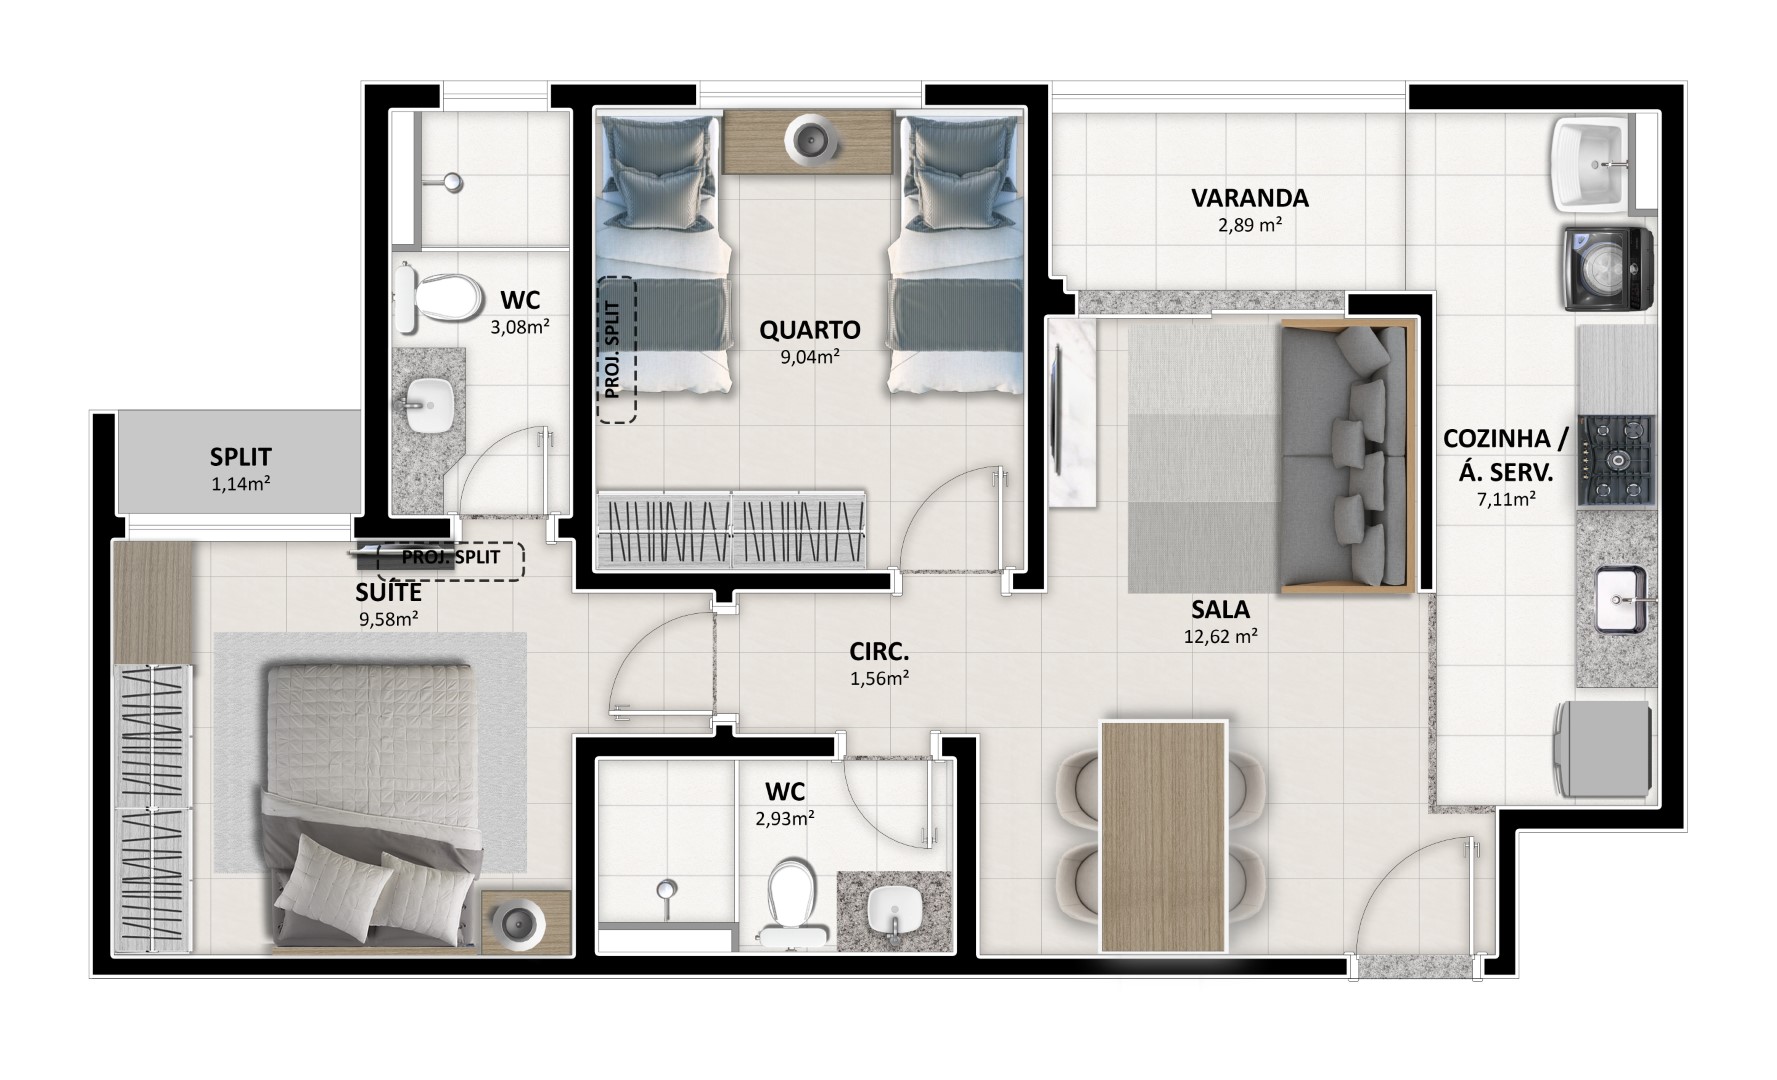 VARANDA
2,89 m²
WC
3,08m²
QUARTO
9,04m²
PROJ. SPLIT
COZINHA /
Á. SERV.
7,11m²
SPLIT
1,14m²
PROJ. SPLIT
SUÍTE
9,58m²
SALA
12,62 m²
CIRC.
1,56m²
WC
2,93m²